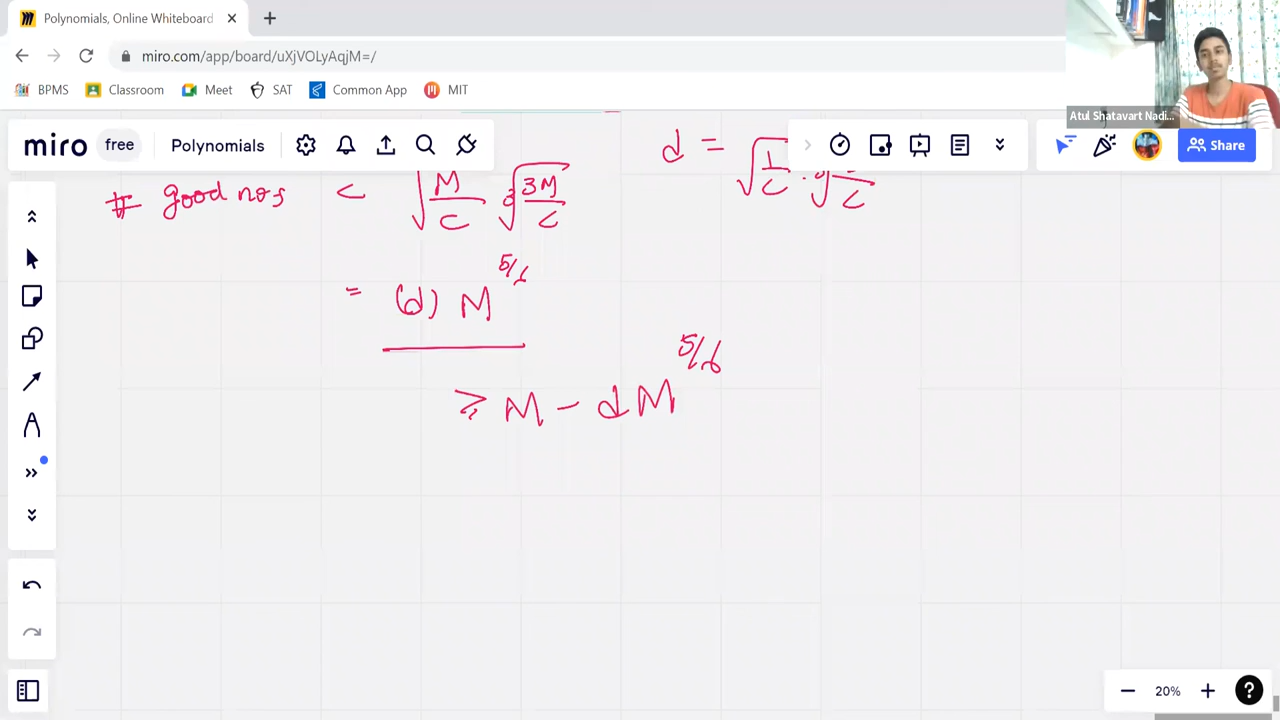 Polynomials, Online Whiteboard
miro.com/app/board/uXjVOLyAqjM=/
BPMS Classroom Meet SAT Common App MIT
Atul Shatavart Nadi...
miro free Polynomials
Share
# good nos < √(M/C) ∛(3M/C)
d = √(1/C) ·
= (d) M^5/6
≥ M - dM^5/6
20%